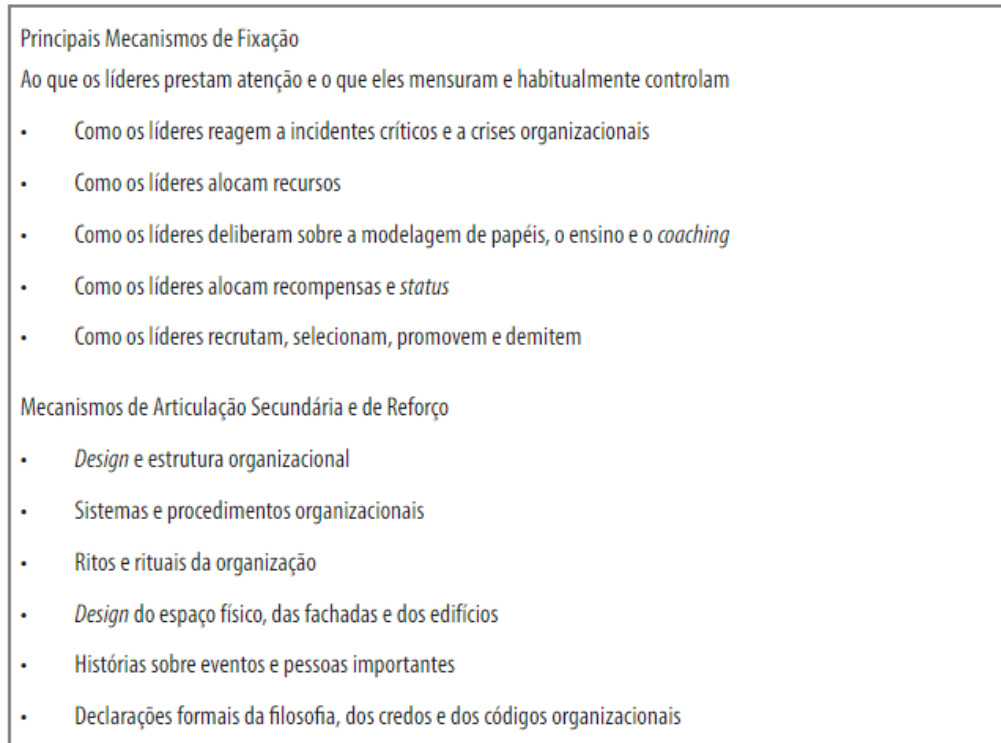 Principais Mecanismos de Fixação
Ao que os líderes prestam atenção e o que eles mensuram e habitualmente controlam
• Como os líderes reagem a incidentes críticos e a crises organizacionais
• Como os líderes alocam recursos
• Como os líderes deliberam sobre a modelagem de papéis, o ensino e o coaching
• Como os líderes alocam recompensas e status
• Como os líderes recrutam, selecionam, promovem e demitem
Mecanismos de Articulação Secundária e de Reforço
• Design e estrutura organizacional
• Sistemas e procedimentos organizacionais
• Ritos e rituais da organização
• Design do espaço físico, das fachadas e dos edifícios
• Histórias sobre eventos e pessoas importantes
• Declarações formais da filosofia, dos credos e dos códigos organizacionais